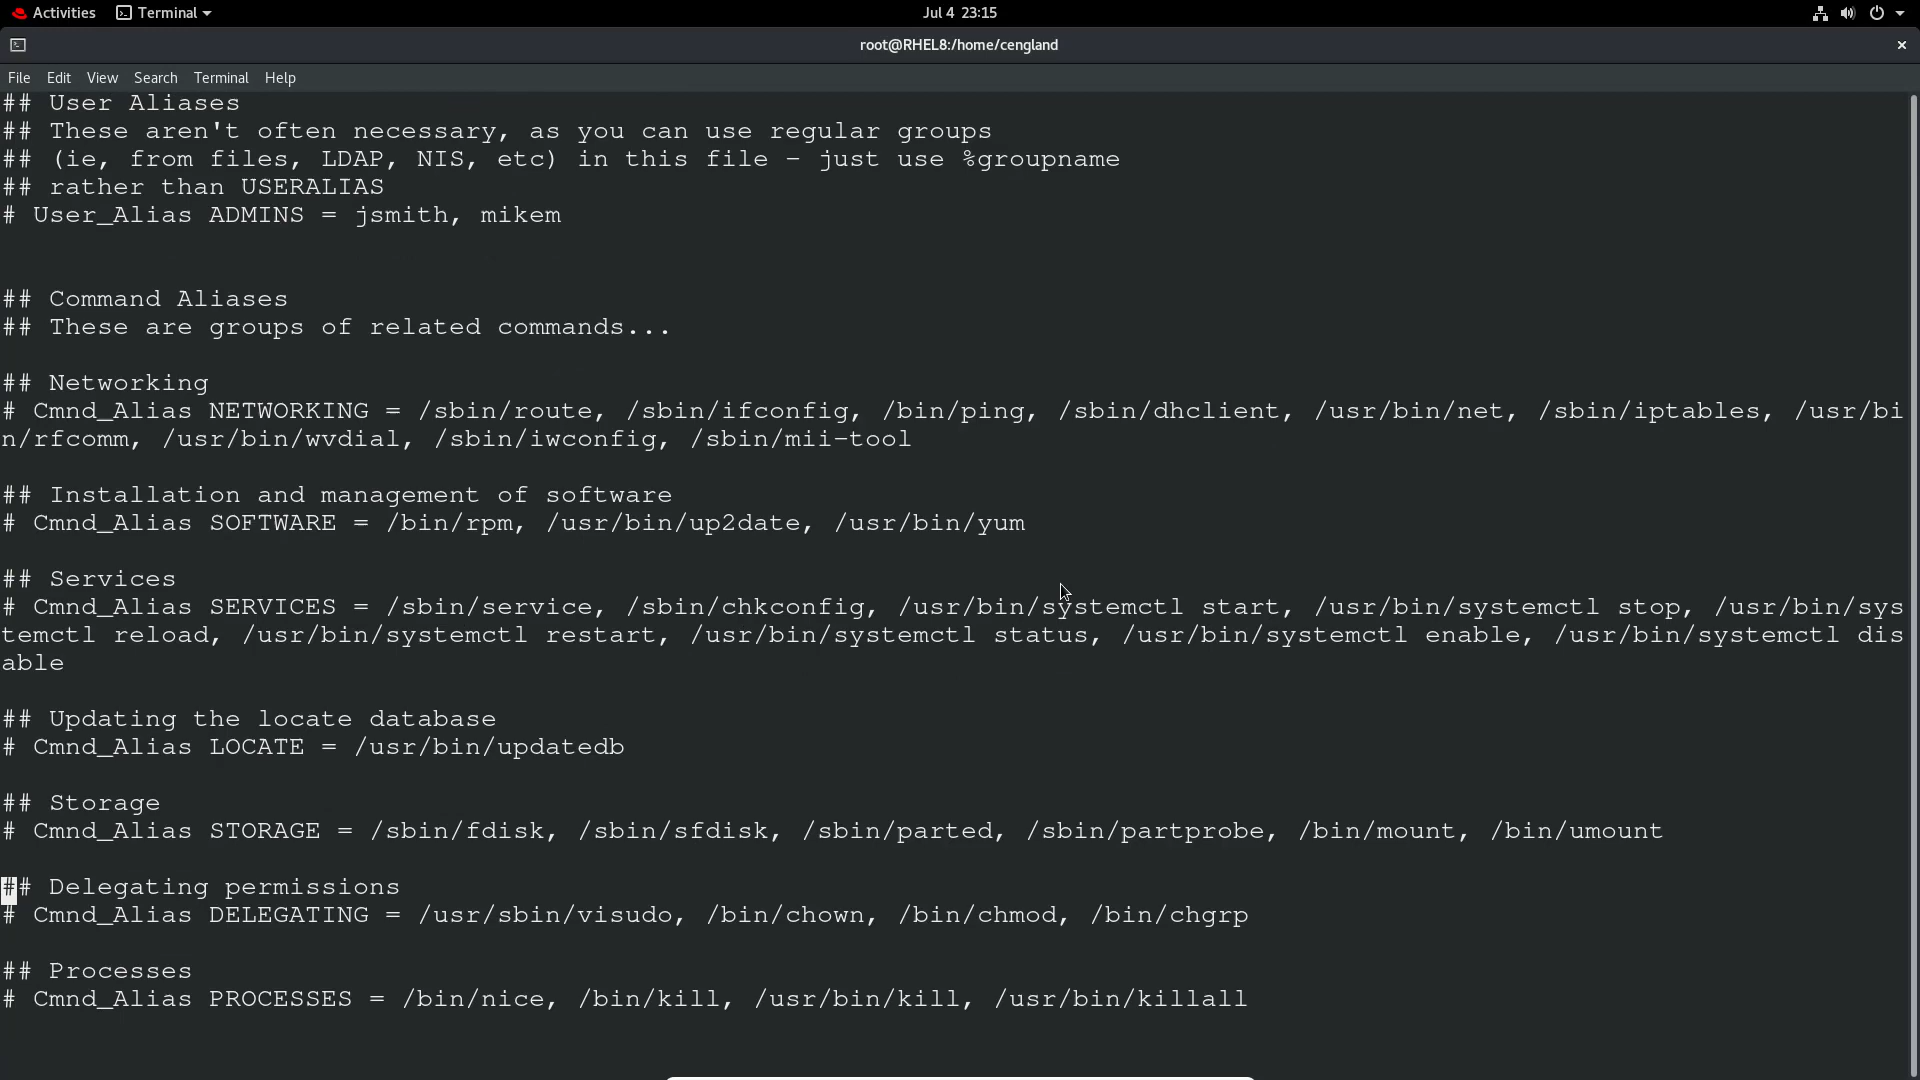 Activities Terminal Jul 4 23:15
root@RHEL8:/home/cengland
File Edit View Search Terminal Help
## User Aliases
## These aren't often necessary, as you can use regular groups
## (ie, from files, LDAP, NIS, etc) in this file - just use %groupname
## rather than USERALIAS
# User_Alias ADMINS = jsmith, mikem
## Command Aliases
## These are groups of related commands...
## Networking
# Cmnd_Alias NETWORKING = /sbin/route, /sbin/ifconfig, /bin/ping, /sbin/dhclient, /usr/bin/net, /sbin/iptables, /usr/bi
n/rfcomm, /usr/bin/wvdial, /sbin/iwconfig, /sbin/mii-tool
## Installation and management of software
# Cmnd_Alias SOFTWARE = /bin/rpm, /usr/bin/up2date, /usr/bin/yum
## Services
# Cmnd_Alias SERVICES = /sbin/service, /sbin/chkconfig, /usr/bin/systemctl start, /usr/bin/systemctl stop, /usr/bin/sys
temctl reload, /usr/bin/systemctl restart, /usr/bin/systemctl status, /usr/bin/systemctl enable, /usr/bin/systemctl dis
able
## Updating the locate database
# Cmnd_Alias LOCATE = /usr/bin/updatedb
## Storage
# Cmnd_Alias STORAGE = /sbin/fdisk, /sbin/sfdisk, /sbin/parted, /sbin/partprobe, /bin/mount, /bin/umount
## Delegating permissions
# Cmnd_Alias DELEGATING = /usr/sbin/visudo, /bin/chown, /bin/chmod, /bin/chgrp
## Processes
# Cmnd_Alias PROCESSES = /bin/nice, /bin/kill, /usr/bin/kill, /usr/bin/killall